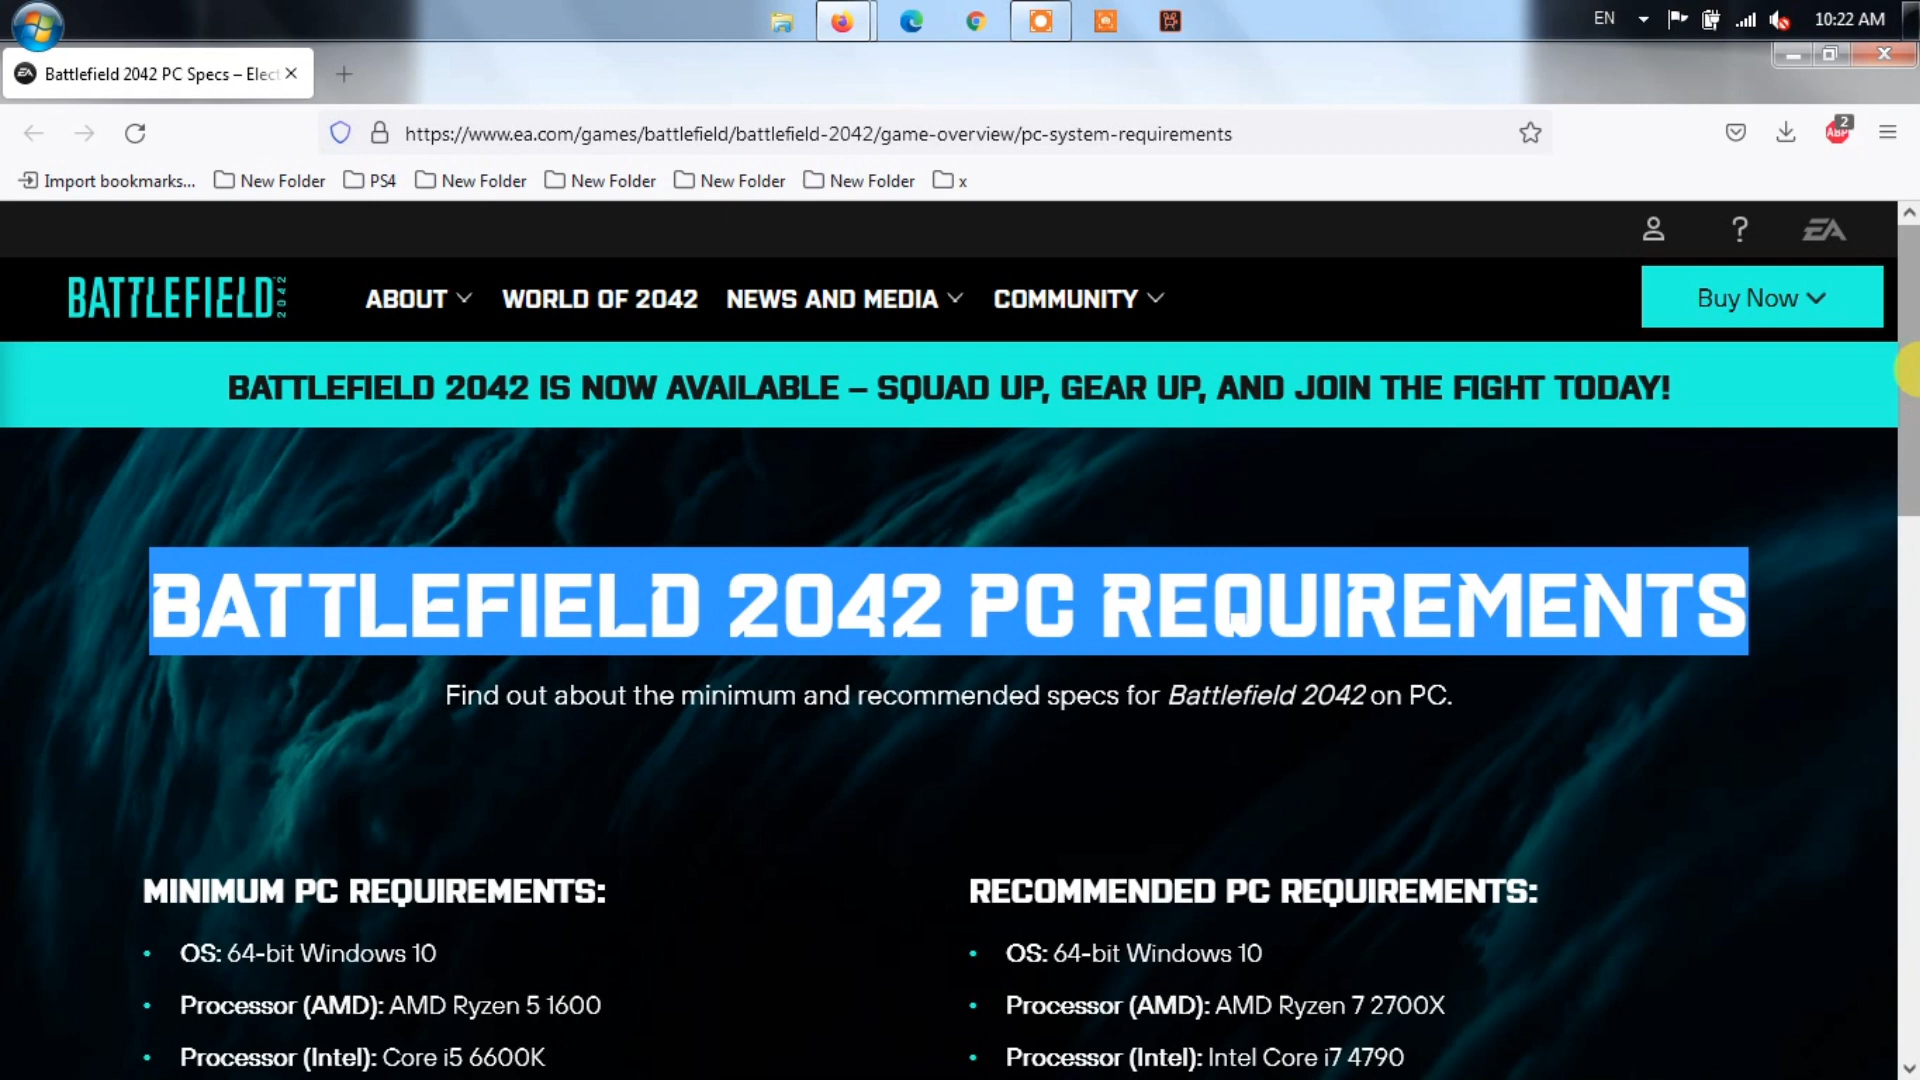 EN
10:22 AM
Battlefield 2042 PC Specs – Elect
https://www.ea.com/games/battlefield/battlefield-2042/game-overview/pc-system-requirements
ABP
2
Import bookmarks...
New Folder
PS4
New Folder
New Folder
New Folder
New Folder
x
EA
BATTLEFIELD 2042
ABOUT
WORLD OF 2042
NEWS AND MEDIA
COMMUNITY
Buy Now
BATTLEFIELD 2042 IS NOW AVAILABLE – SQUAD UP, GEAR UP, AND JOIN THE FIGHT TODAY!
BATTLEFIELD 2042 PC REQUIREMENTS
Find out about the minimum and recommended specs for Battlefield 2042 on PC.
MINIMUM PC REQUIREMENTS:
• OS: 64-bit Windows 10
• Processor (AMD): AMD Ryzen 5 1600
• Processor (Intel): Core i5 6600K
RECOMMENDED PC REQUIREMENTS:
• OS: 64-bit Windows 10
• Processor (AMD): AMD Ryzen 7 2700X
• Processor (Intel): Intel Core i7 4790